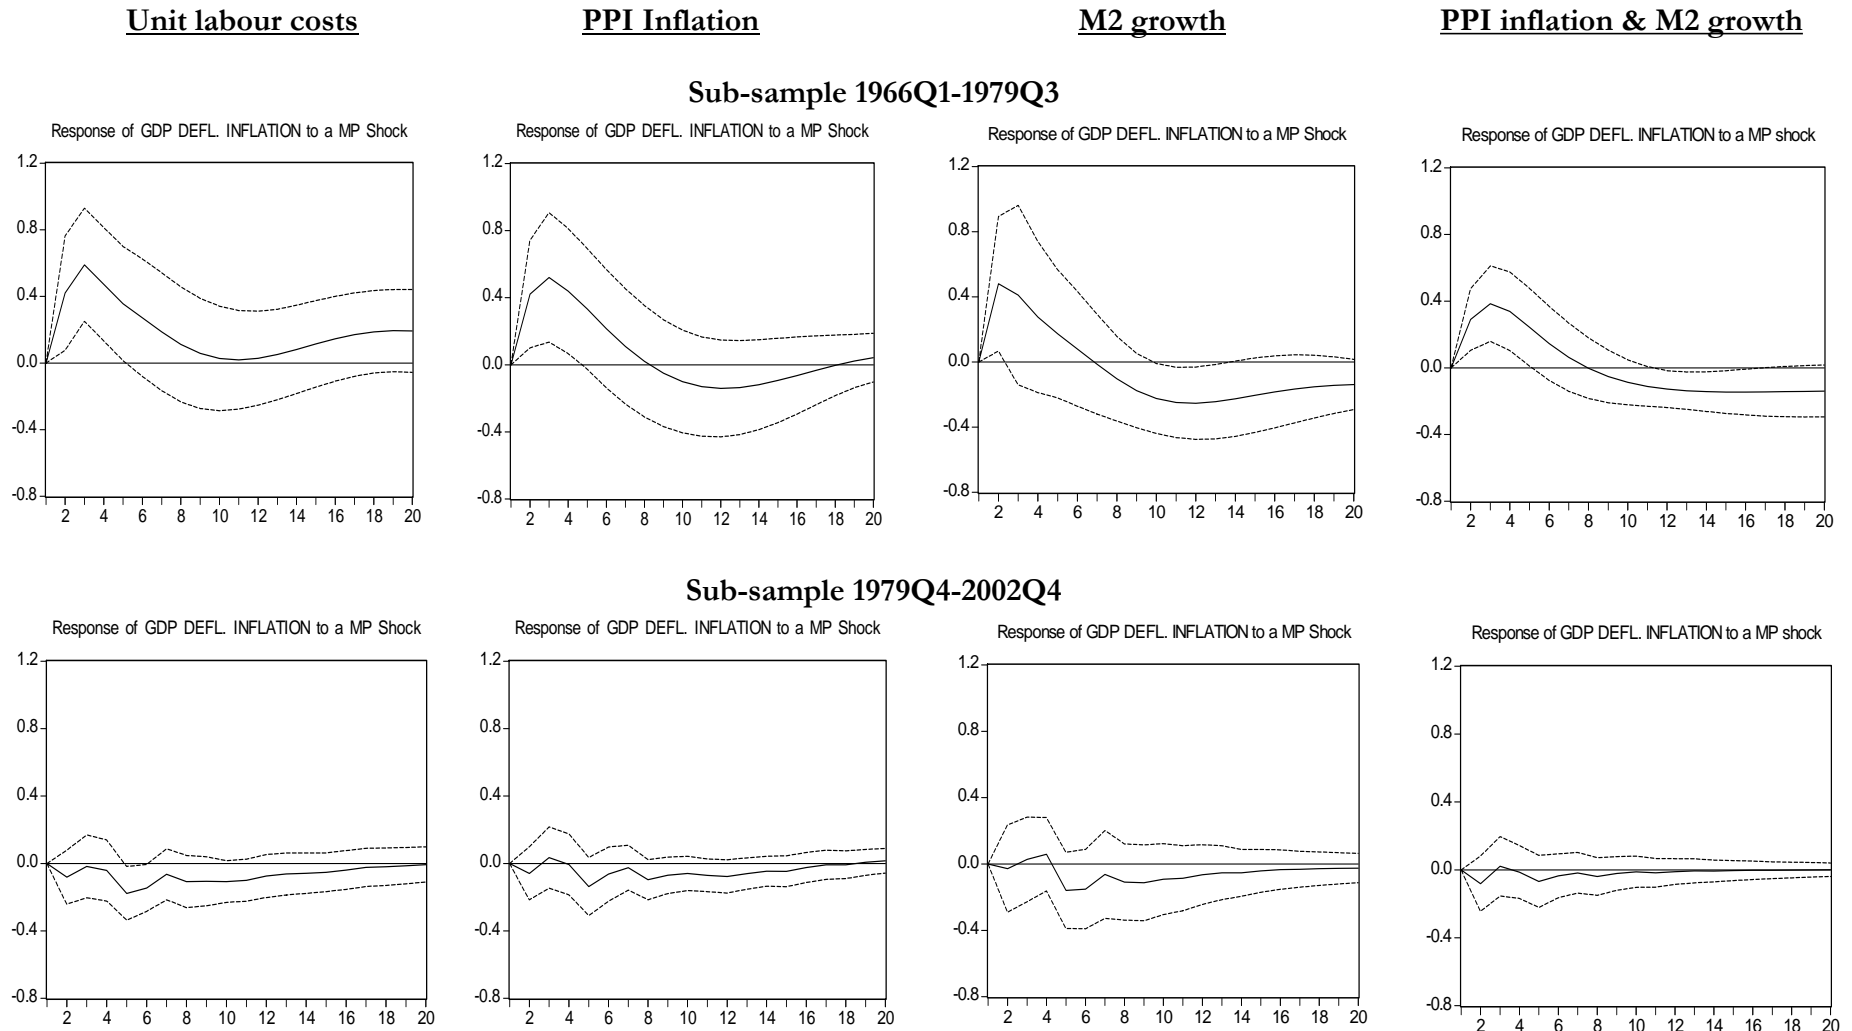 Unit labour costs PPI Inflation M2 growth PPI inflation & M2 growth
Sub-sample 1966Q1-1979Q3
Response of GDP DEFL. INFLATION to a MP Shock
1.2
0.8
0.4
0.0
-0.4
-0.8
2 4 6 8 10 12 14 16 18 20
Response of GDP DEFL. INFLATION to a MP Shock
1.2
0.8
0.4
0.0
-0.4
-0.8
2 4 6 8 10 12 14 16 18 20
Response of GDP DEFL. INFLATION to a MP Shock
1.2
0.8
0.4
0.0
-0.4
-0.8
2 4 6 8 10 12 14 16 18 20
Response of GDP DEFL. INFLATION to a MP shock
1.2
0.8
0.4
0.0
-0.4
-0.8
2 4 6 8 10 12 14 16 18 20
Sub-sample 1979Q4-2002Q4
Response of GDP DEFL. INFLATION to a MP Shock
1.2
0.8
0.4
0.0
-0.4
-0.8
2 4 6 8 10 12 14 16 18 20
Response of GDP DEFL. INFLATION to a MP Shock
1.2
0.8
0.4
0.0
-0.4
-0.8
2 4 6 8 10 12 14 16 18 20
Response of GDP DEFL. INFLATION to a MP Shock
1.2
0.8
0.4
0.0
-0.4
-0.8
2 4 6 8 10 12 14 16 18 20
Response of GDP DEFL. INFLATION to a MP shock
1.2
0.8
0.4
0.0
-0.4
-0.8
2 4 6 8 10 12 14 16 18 20